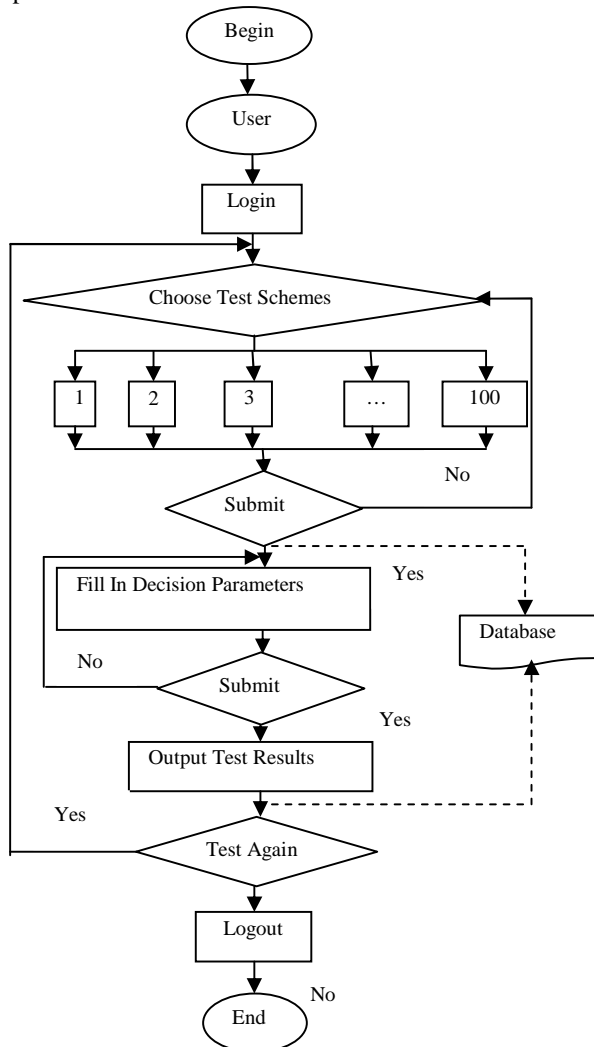 Begin
User
Login
Choose Test Schemes
1 2 3 … 100
No
Submit
Yes
Fill In Decision Parameters
Database
No
Submit
Yes
Output Test Results
Yes
Test Again
Logout
No
End